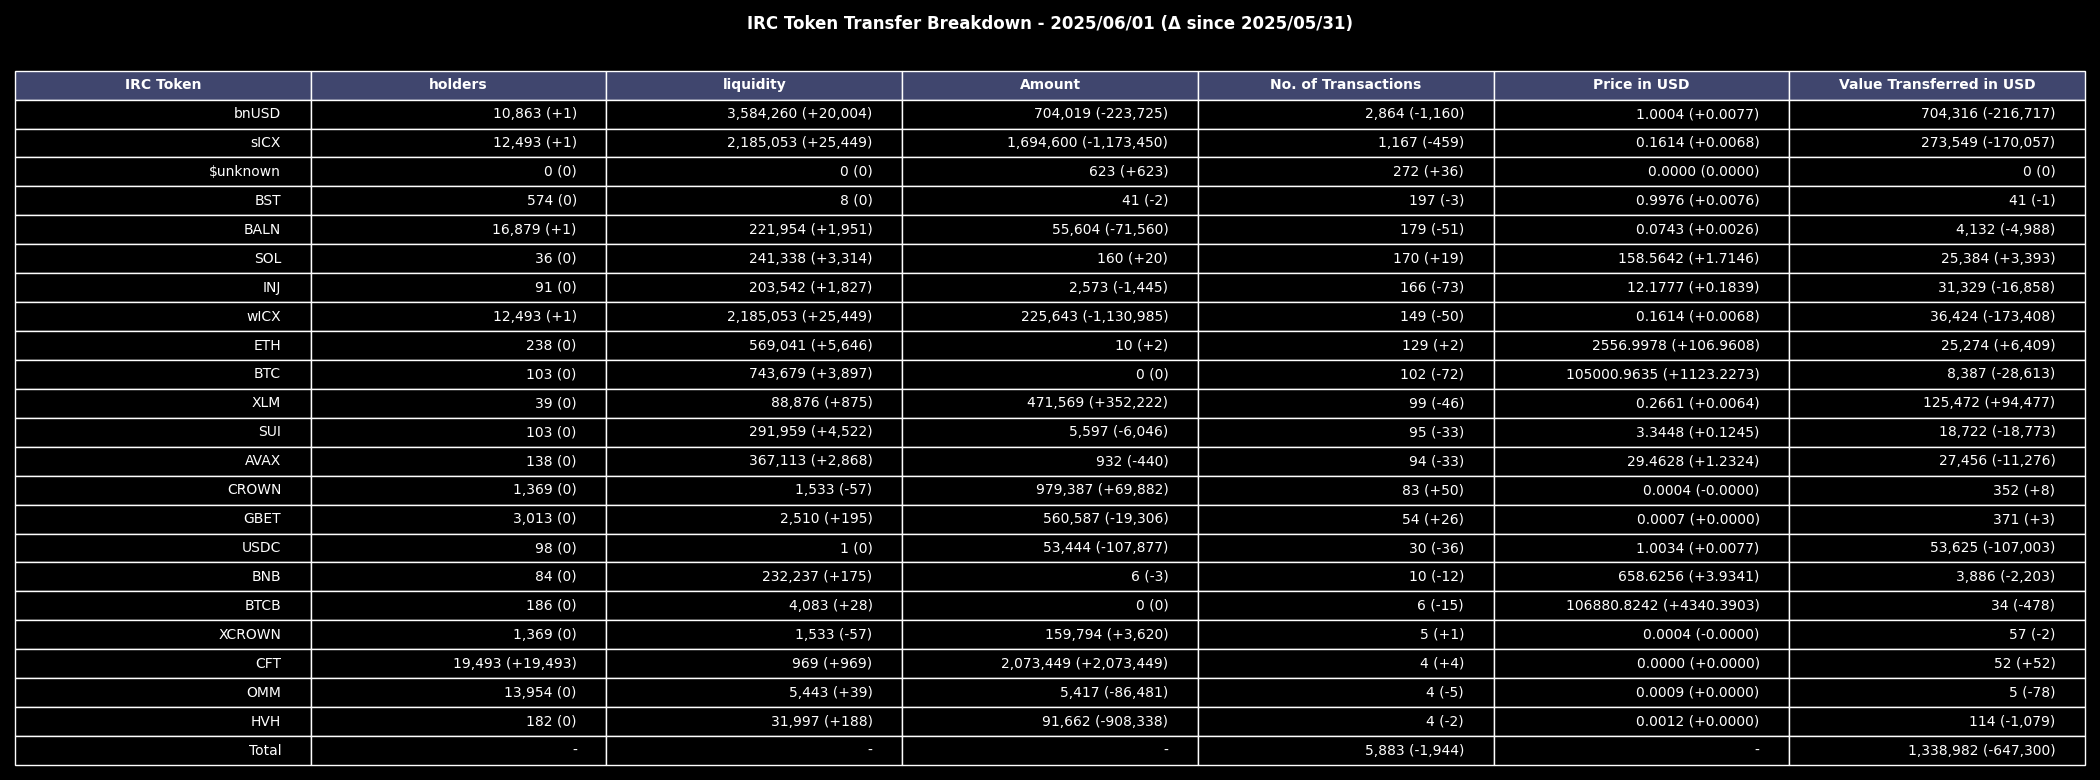 IRC Token Transfer Breakdown - 2025/06/01 (Δ since 2025/05/31)
IRC Token holders liquidity Amount No. of Transactions Price in USD Value Transferred in USD
bnUSD 10,863 (+1) 3,584,260 (+20,004) 704,019 (-223,725) 2,864 (-1,160) 1.0004 (+0.0077) 704,316 (-216,717)
sICX 12,493 (+1) 2,185,053 (+25,449) 1,694,600 (-1,173,450) 1,167 (-459) 0.1614 (+0.0068) 273,549 (-170,057)
$unknown 0 (0) 0 (0) 623 (+623) 272 (+36) 0.0000 (0.0000) 0 (0)
BST 574 (0) 8 (0) 41 (-2) 197 (-3) 0.9976 (+0.0076) 41 (-1)
BALN 16,879 (+1) 221,954 (+1,951) 55,604 (-71,560) 179 (-51) 0.0743 (+0.0026) 4,132 (-4,988)
SOL 36 (0) 241,338 (+3,314) 160 (+20) 170 (+19) 158.5642 (+1.7146) 25,384 (+3,393)
INJ 91 (0) 203,542 (+1,827) 2,573 (-1,445) 166 (-73) 12.1777 (+0.1839) 31,329 (-16,858)
wICX 12,493 (+1) 2,185,053 (+25,449) 225,643 (-1,130,985) 149 (-50) 0.1614 (+0.0068) 36,424 (-173,408)
ETH 238 (0) 569,041 (+5,646) 10 (+2) 129 (+2) 2556.9978 (+106.9608) 25,274 (+6,409)
BTC 103 (0) 743,679 (+3,897) 0 (0) 102 (-72) 105000.9635 (+1123.2273) 8,387 (-28,613)
XLM 39 (0) 88,876 (+875) 471,569 (+352,222) 99 (-46) 0.2661 (+0.0064) 125,472 (+94,477)
SUI 103 (0) 291,959 (+4,522) 5,597 (-6,046) 95 (-33) 3.3448 (+0.1245) 18,722 (-18,773)
AVAX 138 (0) 367,113 (+2,868) 932 (-440) 94 (-33) 29.4628 (+1.2324) 27,456 (-11,276)
CROWN 1,369 (0) 1,533 (-57) 979,387 (+69,882) 83 (+50) 0.0004 (-0.0000) 352 (+8)
GBET 3,013 (0) 2,510 (+195) 560,587 (-19,306) 54 (+26) 0.0007 (+0.0000) 371 (+3)
USDC 98 (0) 1 (0) 53,444 (-107,877) 30 (-36) 1.0034 (+0.0077) 53,625 (-107,003)
BNB 84 (0) 232,237 (+175) 6 (-3) 10 (-12) 658.6256 (+3.9341) 3,886 (-2,203)
BTCB 186 (0) 4,083 (+28) 0 (0) 6 (-15) 106880.8242 (+4340.3903) 34 (-478)
XCROWN 1,369 (0) 1,533 (-57) 159,794 (+3,620) 5 (+1) 0.0004 (-0.0000) 57 (-2)
CFT 19,493 (+19,493) 969 (+969) 2,073,449 (+2,073,449) 4 (+4) 0.0000 (+0.0000) 52 (+52)
OMM 13,954 (0) 5,443 (+39) 5,417 (-86,481) 4 (-5) 0.0009 (+0.0000) 5 (-78)
HVH 182 (0) 31,997 (+188) 91,662 (-908,338) 4 (-2) 0.0012 (+0.0000) 114 (-1,079)
Total - - - 5,883 (-1,944) - 1,338,982 (-647,300)